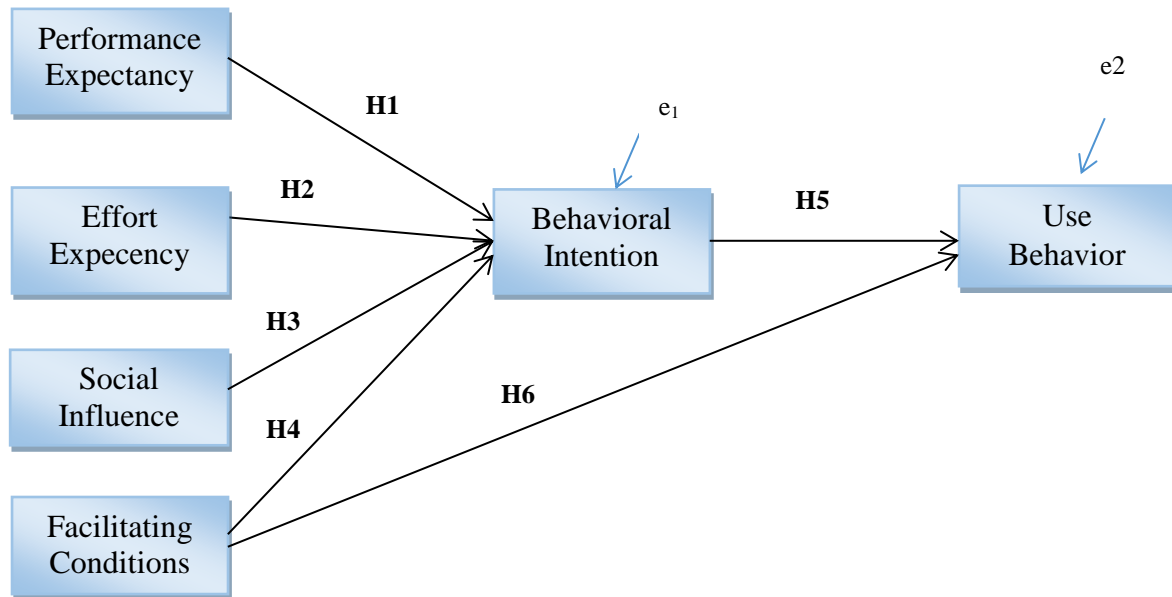 Performance
Expectancy
H1
e₁
e2
Effort
Expecency
H2
Behavioral
Intention
H5
Use
Behavior
H3
Social
Influence
H4
H6
Facilitating
Conditions